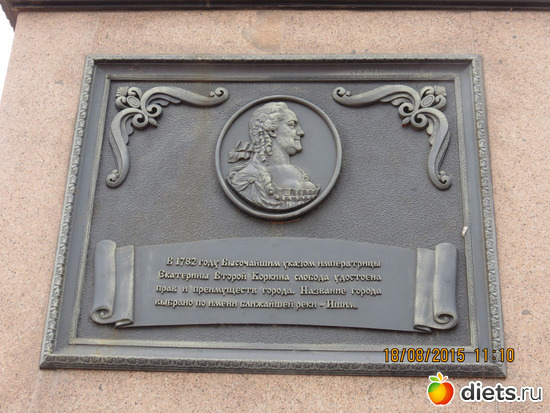 В 1782 году Высочайшим указом императрицы
Екатерины Второй Коркина слобода удостоена
прав и преимуществ города. Название города
выбрано по имени ближайшей реки - Ишим.
18/08/2015 11:10
diets.ru